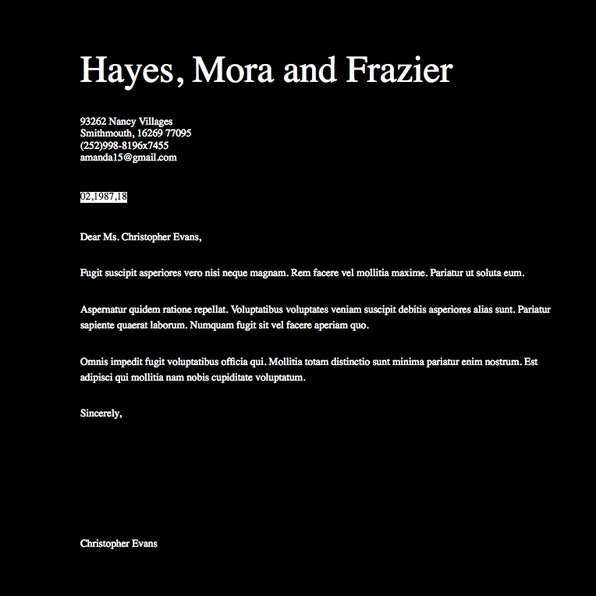 Hayes, Mora and Frazier
93262 Nancy Villages
Smithmouth, 16269 77095
(252)998-8196x7455
amanda15@gmail.com
02,1987,18
Dear Ms. Christopher Evans,
Fugit suscipit asperiores vero nisi neque magnam. Rem facere vel mollitia maxime. Pariatur ut soluta eum.
Aspernatur quidem ratione repellat. Voluptatibus voluptates veniam suscipit debitis asperiores alias sunt. Pariatur
sapiente quaerat laborum. Numquam fugit sit vel facere aperiam quo.
Omnis impedit fugit voluptatibus officia qui. Mollitia totam distinctio sunt minima pariatur enim nostrum. Est
adipisci qui mollitia nam nobis cupiditate voluptatum.
Sincerely,
Christopher Evans